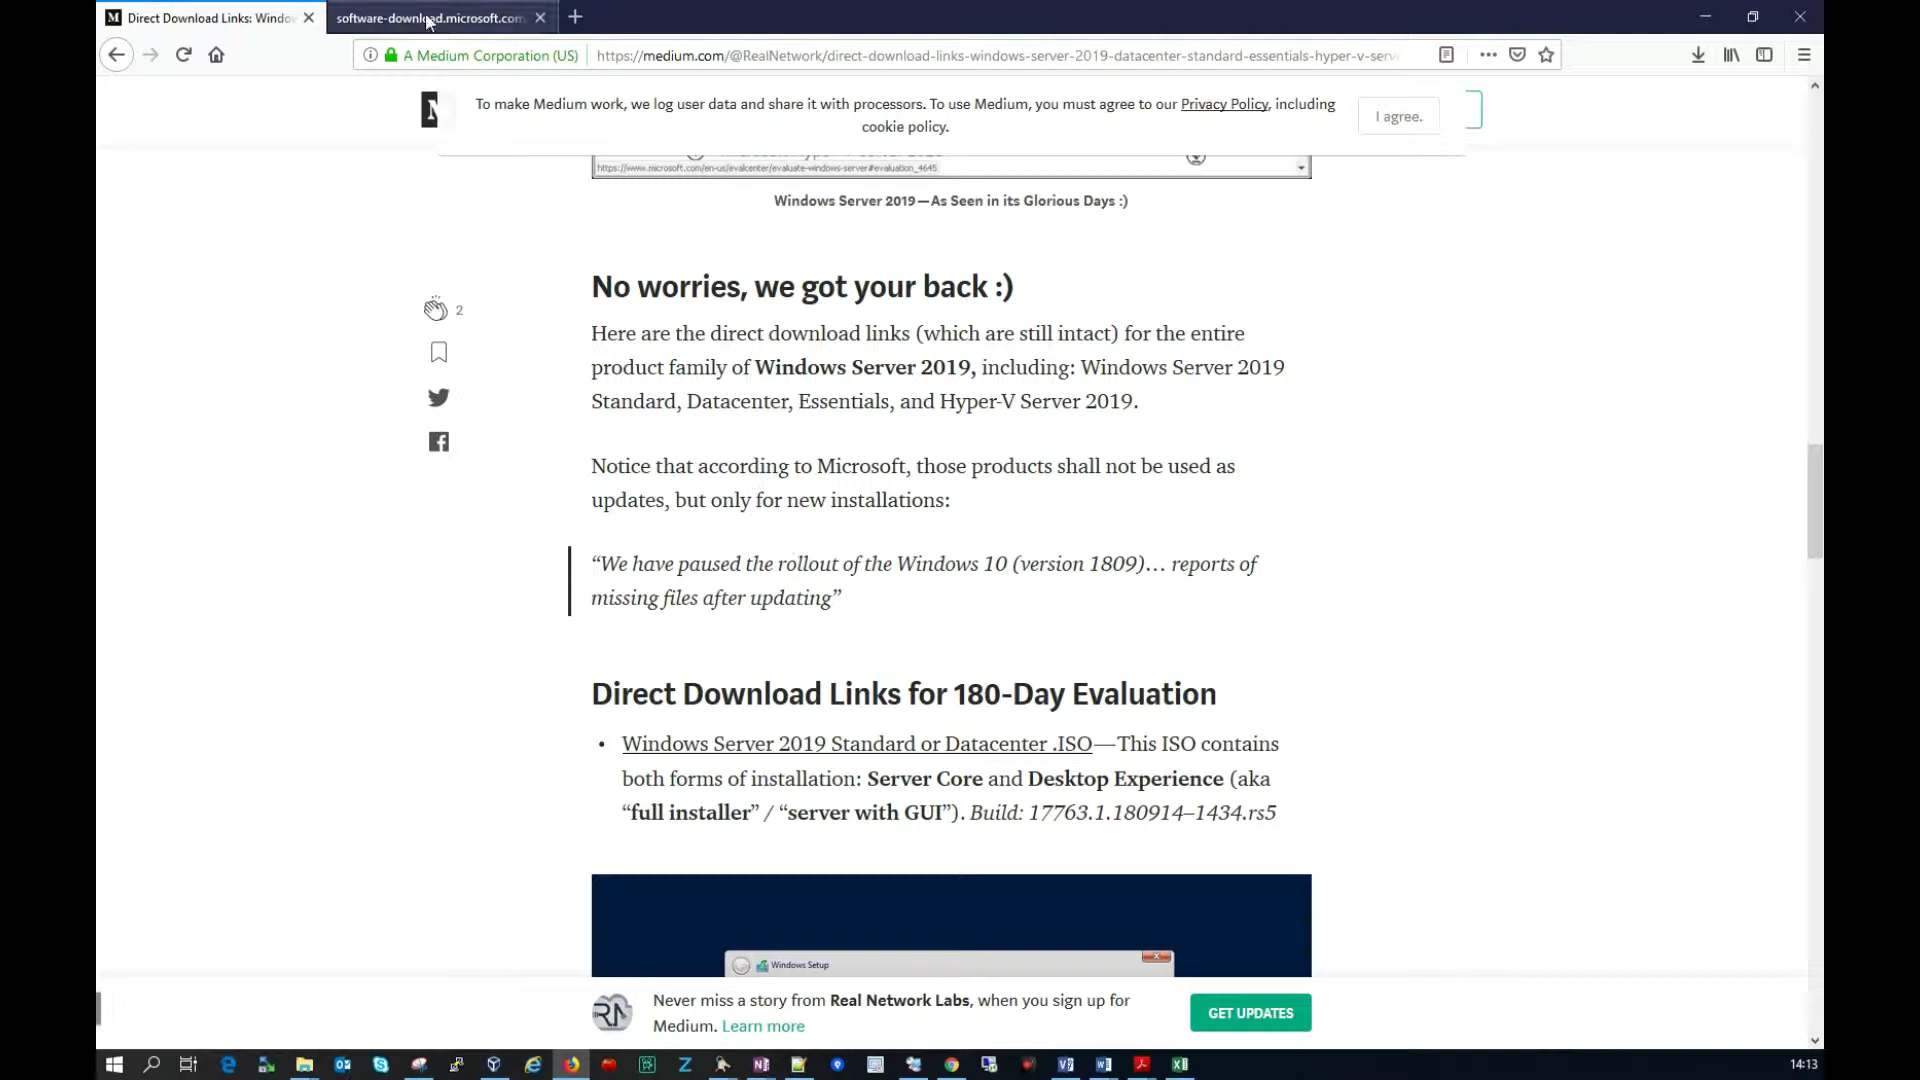 Direct Download Links: Windo
software-download.microsoft.com
A Medium Corporation (US)
https://medium.com/@RealNetwork/direct-download-links-windows-server-2019-datacenter-standard-essentials-hyper-v-serve
To make Medium work, we log user data and share it with processors. To use Medium, you must agree to our Privacy Policy, including
cookie policy.
I agree.
https://www.microsoft.com/en-us/evalcenter/evaluate-windows-server#evaluation_4645
Windows Server 2019—As Seen in its Glorious Days :)
No worries, we got your back :)
2
Here are the direct download links (which are still intact) for the entire
product family of Windows Server 2019, including: Windows Server 2019
Standard, Datacenter, Essentials, and Hyper-V Server 2019.
Notice that according to Microsoft, those products shall not be used as
updates, but only for new installations:
“We have paused the rollout of the Windows 10 (version 1809)… reports of
missing files after updating”
Direct Download Links for 180-Day Evaluation
• Windows Server 2019 Standard or Datacenter .ISO—This ISO contains
both forms of installation: Server Core and Desktop Experience (aka
“full installer” / “server with GUI”). Build: 17763.1.180914–1434.rs5
Windows Setup
Never miss a story from Real Network Labs, when you sign up for
Medium. Learn more
GET UPDATES
14:13